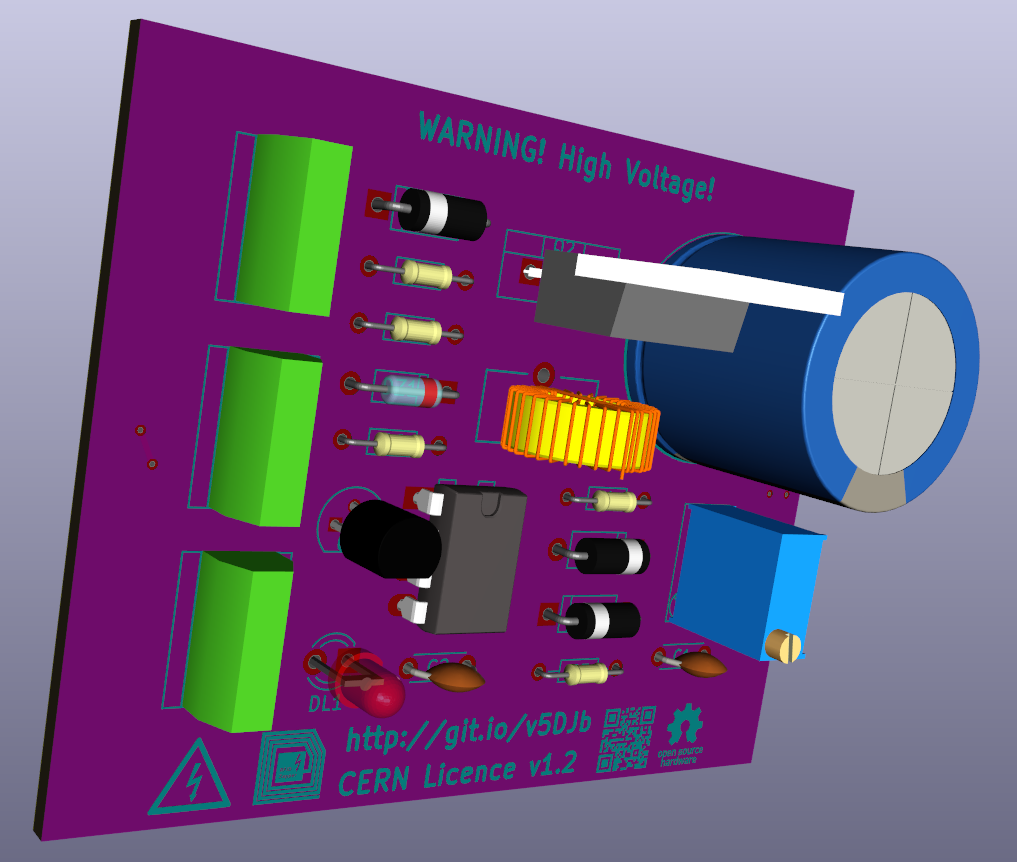 WARNING! High Voltage!
DL1
http://git.io/v5DJb
CERN Licence v1.2
open source
hardware